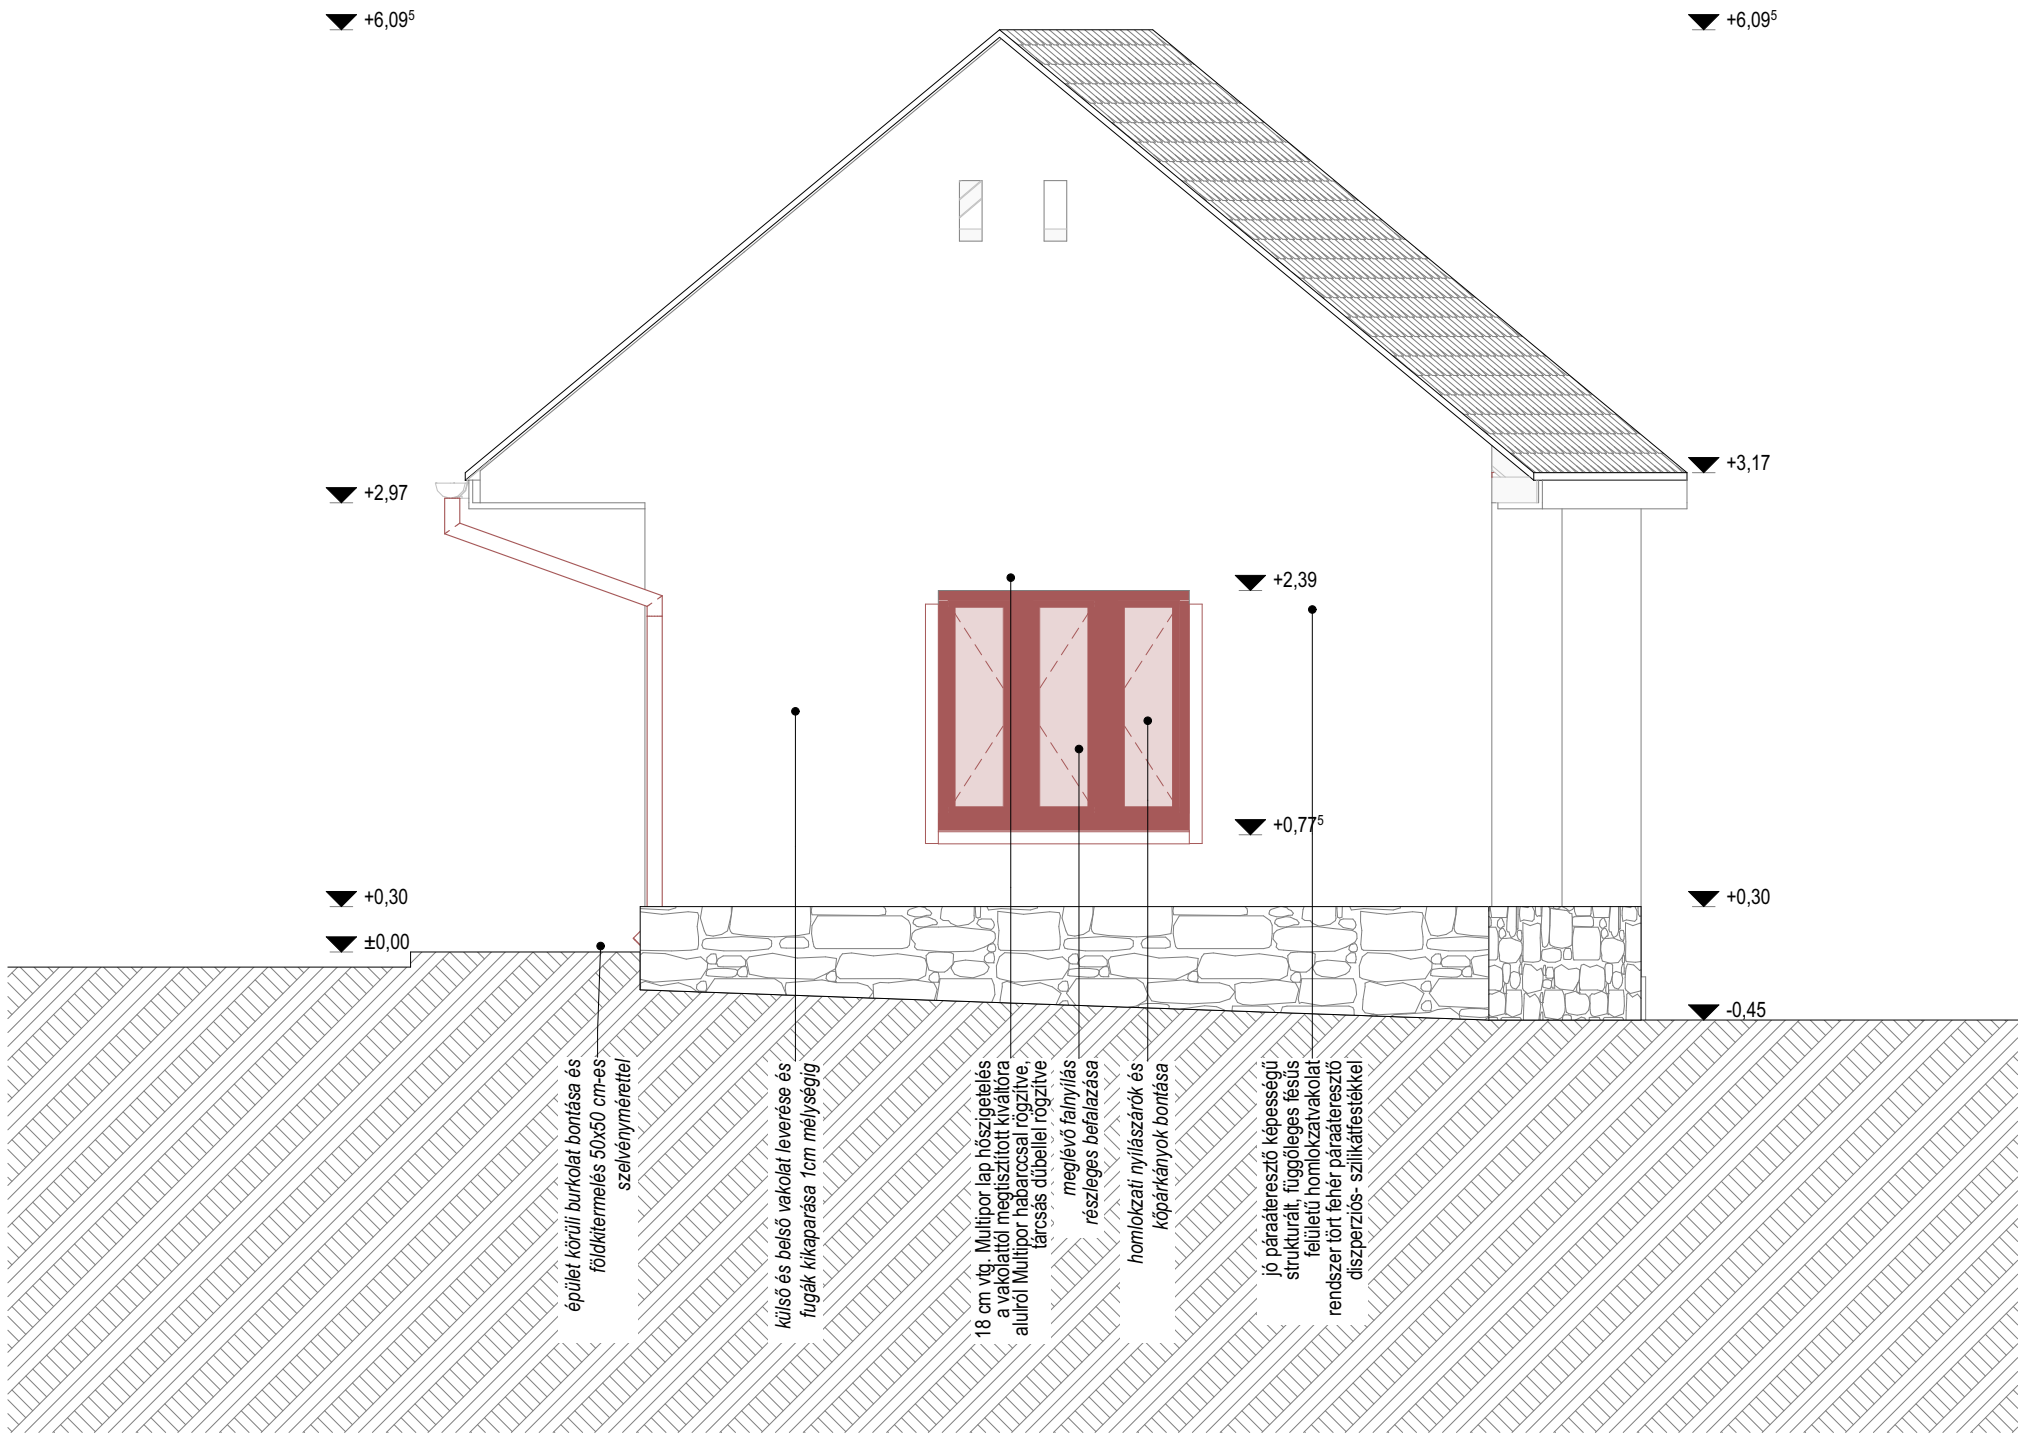 +6,09⁵
+6,09⁵
+3,17
+2,97
+2,39
+0,77⁵
+0,30
+0,30
±0,00
-0,45
épület körüli burkolat bontása és
földkitermelés 50x50 cm-es
szelvénymérettel
külső és belső vakolat leverése és
fugák kikaparása 1cm mélységig
18 cm vtg. Multipor lap hőszigetelés
a vakolattól megtisztított kiváltóra
alulról Multipor habarccsal rögzítve,
tárcsás dűbellel rögzítve
meglévő falnyílás
részleges befalazása
homlokzati nyílászárók és
kőpárkányok bontása
jó páraáteresztő képességű
strukturált, függőleges fésűs
felületű homlokzatvakolat
rendszer tört fehér páraáteresztő
diszperziós- szilikátfestékkel